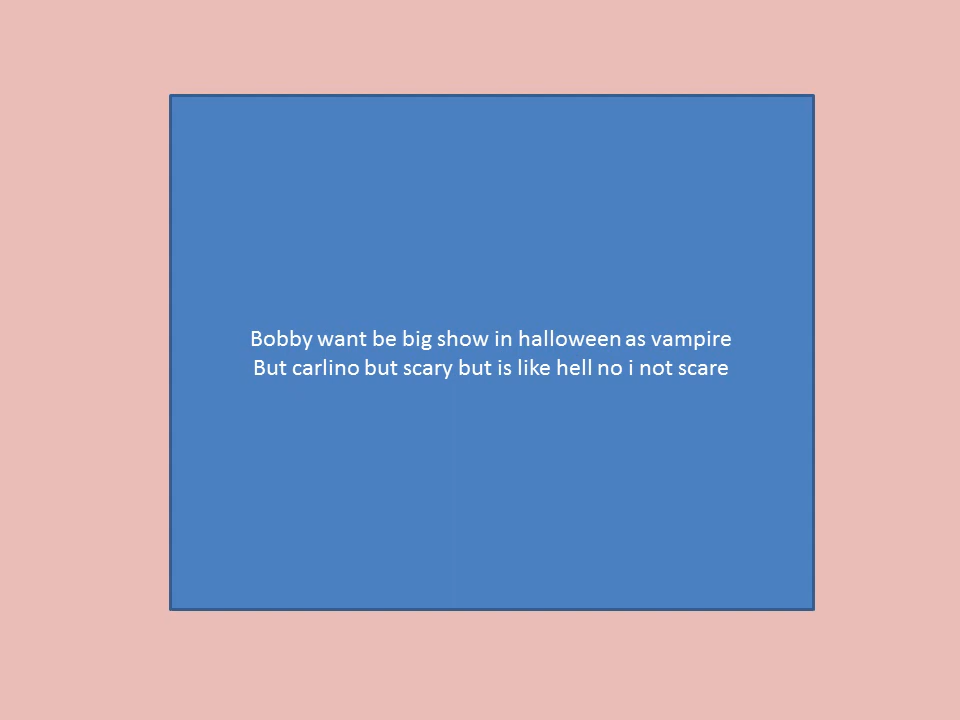 Bobby want be big show in halloween as vampire
But carlino but scary but is like hell no i not scare